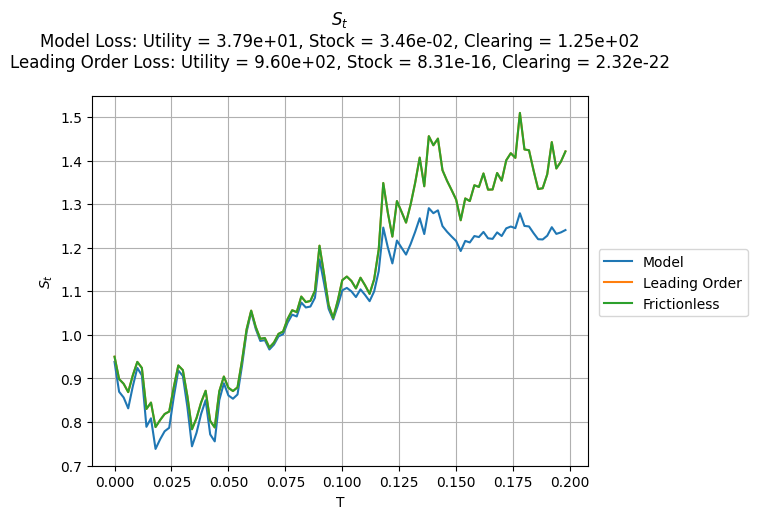 S_t
Model Loss: Utility = 3.79e+01, Stock = 3.46e-02, Clearing = 1.25e+02
Leading Order Loss: Utility = 9.60e+02, Stock = 8.31e-16, Clearing = 2.32e-22
1.5
1.4
1.3
1.2
1.1
1.0
0.9
0.8
0.7
S_t
0.000 0.025 0.050 0.075 0.100 0.125 0.150 0.175 0.200
T
Model
Leading Order
Frictionless